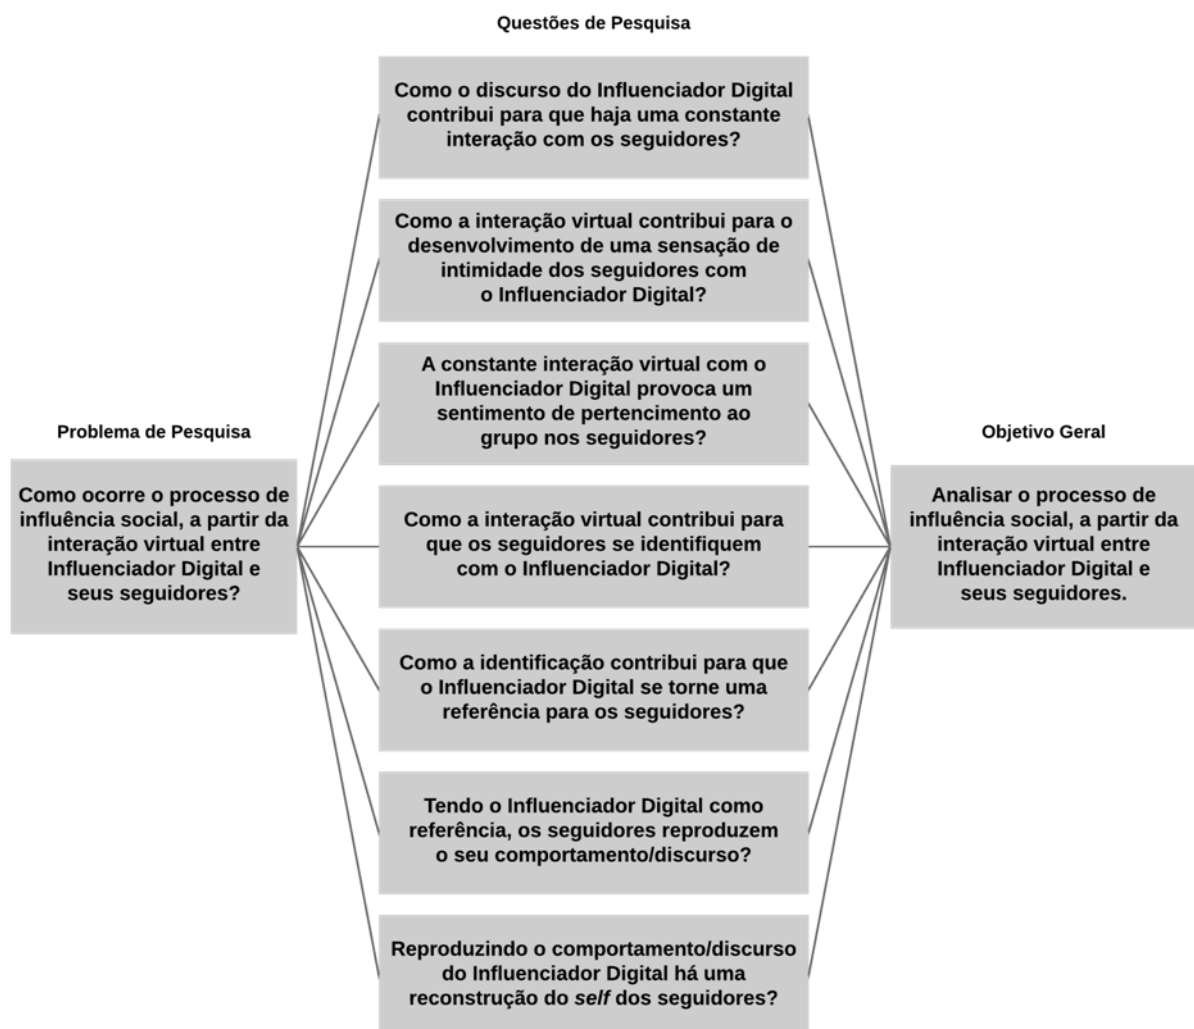 Questões de Pesquisa
Como o discurso do Influenciador Digital
contribui para que haja uma constante
interação com os seguidores?
Como a interação virtual contribui para o
desenvolvimento de uma sensação de
intimidade dos seguidores com
o Influenciador Digital?
A constante interação virtual com o
Influenciador Digital provoca um
sentimento de pertencimento ao
grupo nos seguidores?
Problema de Pesquisa
Como ocorre o processo de
influência social, a partir da
interação virtual entre
Influenciador Digital e
seus seguidores?
Como a interação virtual contribui para
que os seguidores se identifiquem
com o Influenciador Digital?
Objetivo Geral
Analisar o processo de
influência social, a partir da
interação virtual entre
Influenciador Digital e
seus seguidores.
Como a identificação contribui para que
o Influenciador Digital se torne uma
referência para os seguidores?
Tendo o Influenciador Digital como
referência, os seguidores reproduzem
o seu comportamento/discurso?
Reproduzindo o comportamento/discurso
do Influenciador Digital há uma
reconstrução do self dos seguidores?